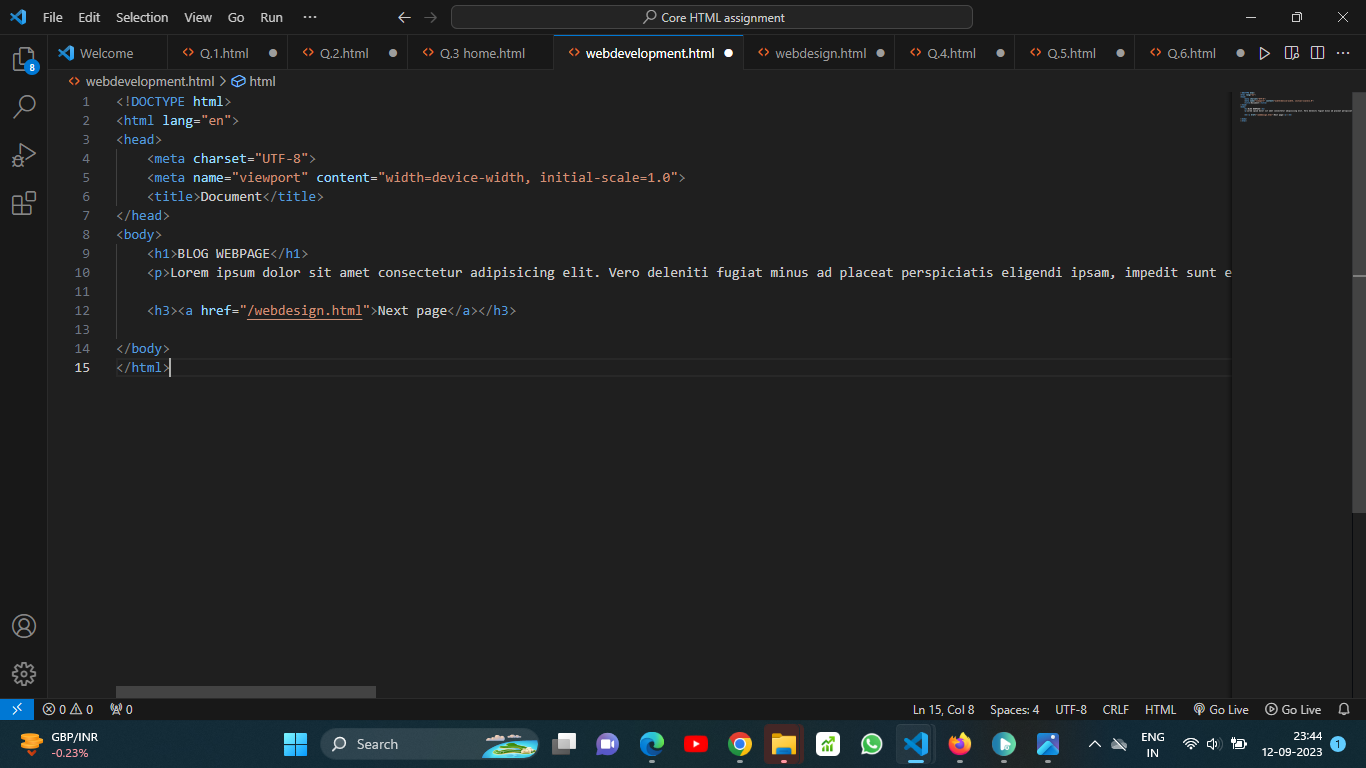 File Edit Selection View Go Run ··· Core HTML assignment
Welcome Q.1.html Q.2.html Q.3 home.html webdevelopment.html webdesign.html Q.4.html Q.5.html Q.6.html
8
webdevelopment.html > html
1 <!DOCTYPE html>
2 <html lang="en">
3 <head>
4 <meta charset="UTF-8">
5 <meta name="viewport" content="width=device-width, initial-scale=1.0">
6 <title>Document</title>
7 </head>
8 <body>
9 <h1>BLOG WEBPAGE</h1>
10 <p>Lorem ipsum dolor sit amet consectetur adipisicing elit. Vero deleniti fugiat minus ad placeat perspiciatis eligendi ipsam, impedit sunt e
11
12 <h3><a href="/webdesign.html">Next page</a></h3>
13
14 </body>
15 </html>
0 0 0 Ln 15, Col 8 Spaces: 4 UTF-8 CRLF HTML Go Live Go Live
GBP/INR
-0.23%
Search
ENG
IN
23:44
12-09-2023
1